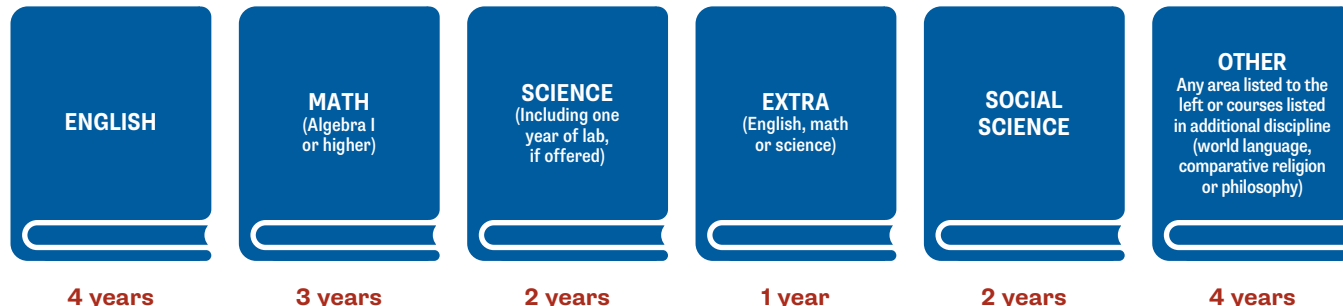 ENGLISH
4 years
MATH
(Algebra I
or higher)
3 years
SCIENCE
(Including one
year of lab,
if offered)
2 years
EXTRA
(English, math
or science)
1 year
SOCIAL
SCIENCE
2 years
OTHER
Any area listed to the
left or courses listed
in additional discipline
(world language,
comparative religion
or philosophy)
4 years